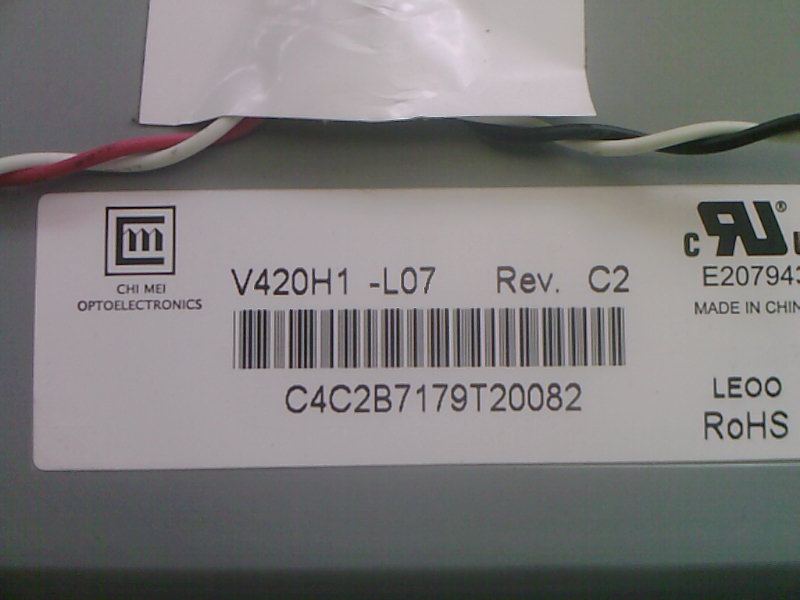 CHI MEI
OPTOELECTRONICS
V420H1 -L07 Rev. C2
C4C2B7179T20082
E207943
MADE IN CHIN
LEOO
RoHS